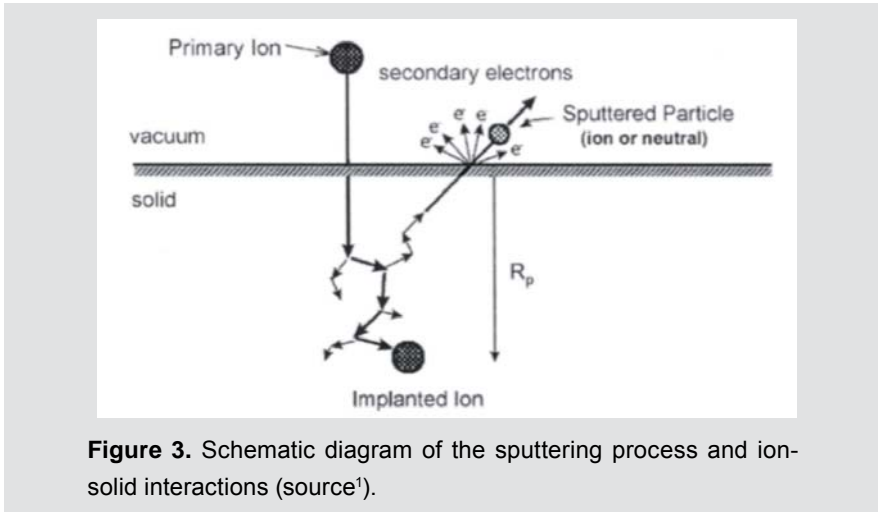 Primary Ion
secondary electrons
e⁻ e⁻ e⁻ e⁻ e⁻
Sputtered Particle
(ion or neutral)
vacuum
solid
Rp
Implanted Ion
Figure 3. Schematic diagram of the sputtering process and ion-
solid interactions (source¹).